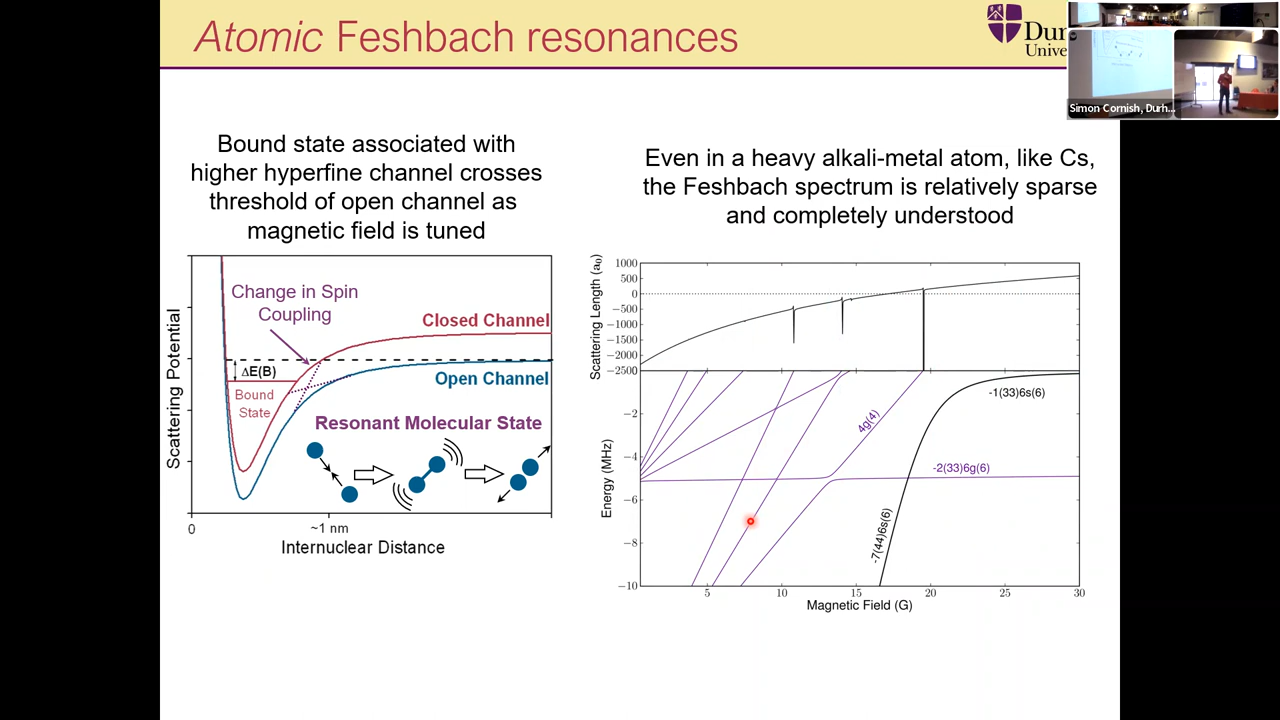 Atomic Feshbach resonances
Dur
Unive
Simon Cornish, Durh...
Bound state associated with
higher hyperfine channel crosses
threshold of open channel as
magnetic field is tuned
Even in a heavy alkali-metal atom, like Cs,
the Feshbach spectrum is relatively sparse
and completely understood
Scattering Potential
Change in Spin
Coupling
Closed Channel
ΔE(B)
Open Channel
Bound
State
Resonant Molecular State
0
~1 nm
Internuclear Distance
Scattering Length (a₀)
1000
500
0
−500
−1000
−1500
−2000
−2500
Energy (MHz)
−2
−4
−6
−8
−10
4g(4)
-1(33)6s(6)
-2(33)6g(6)
-7(44)6s(6)
5
10
15
20
25
30
Magnetic Field (G)